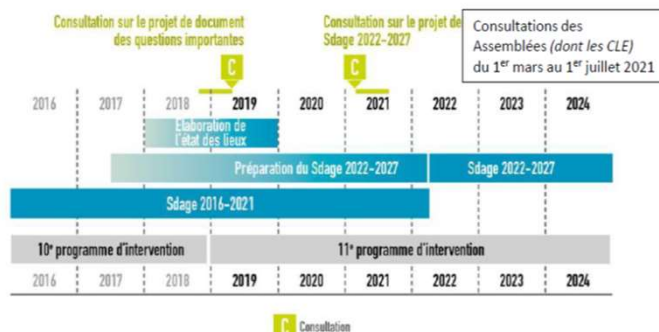 Consultation sur le projet de document
des questions importantes
Consultation sur le projet de
Sdage 2022-2027
Consultations des
Assemblées (dont les CLE)
du 1er mars au 1er juillet 2021
C
C
2016 2017 2018 2019 2020 2021 2022 2023 2024
Elaboration de
l'état des lieux
Préparation du Sdage 2022-2027 Sdage 2022-2027
Sdage 2016-2021
10e programme d'intervention 11e programme d'intervention
2016 2017 2018 2019 2020 2021 2022 2023 2024
C Consultation